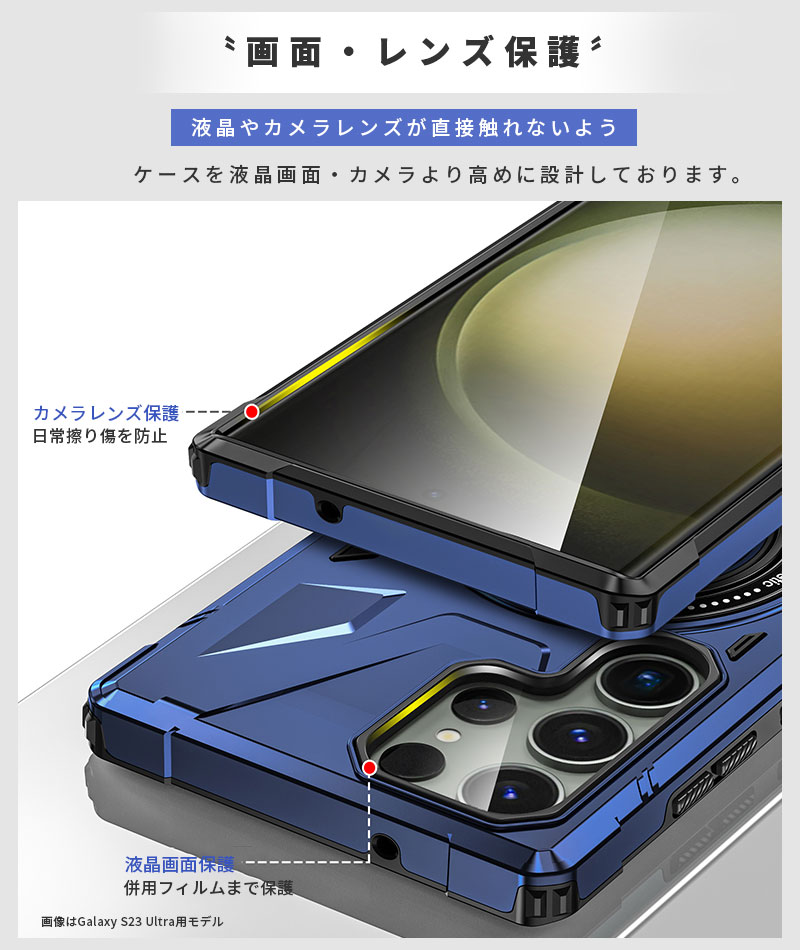 〝画面・レンズ保護〞
液晶やカメラレンズが直接触れないよう
ケースを液晶画面・カメラより高めに設計しております。
カメラレンズ保護
日常擦り傷を防止
液晶画面保護
併用フィルムまで保護
画像はGalaxy S23 Ultra用モデル